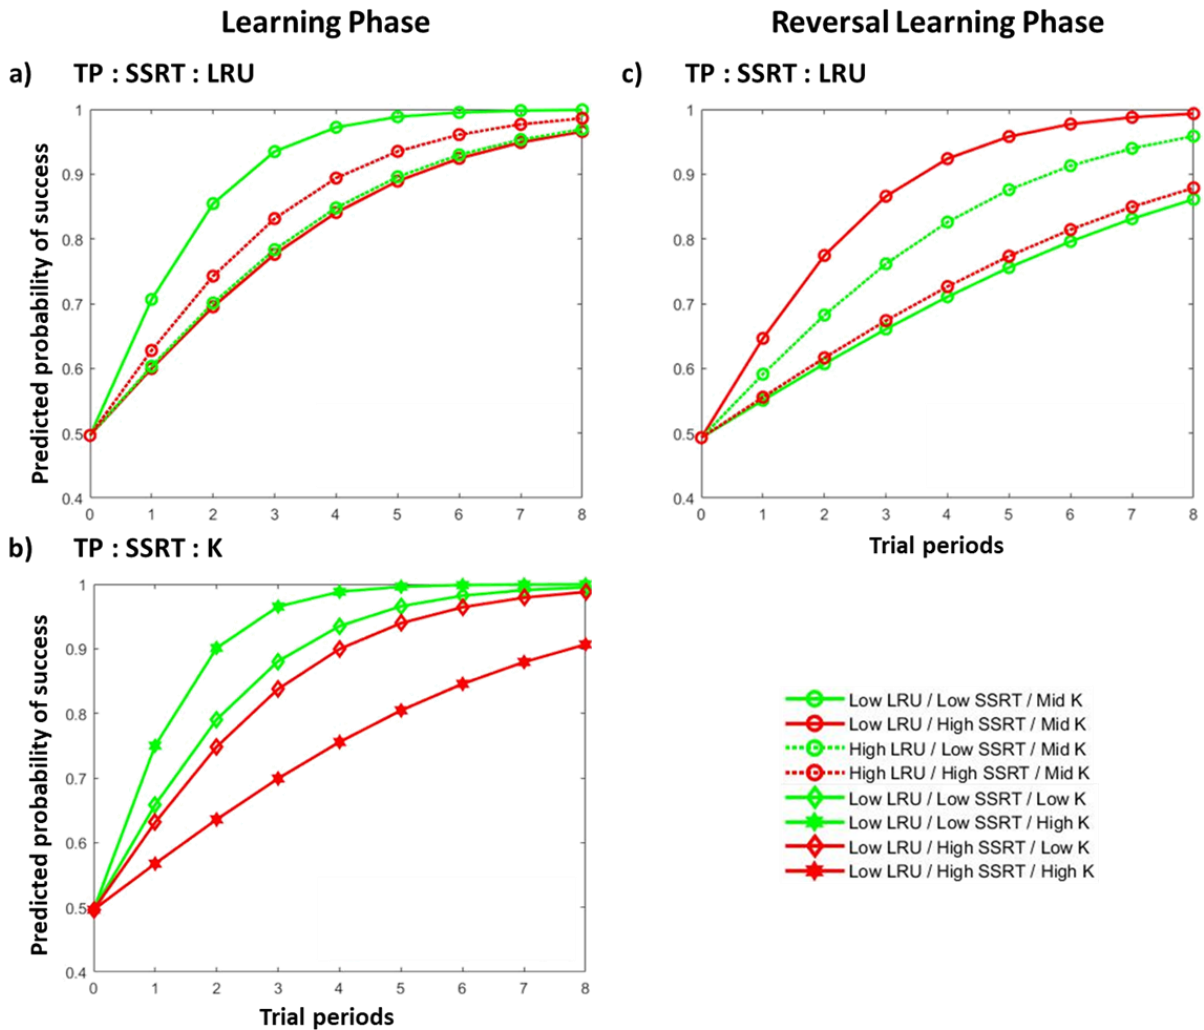 Learning Phase
Reversal Learning Phase
a) TP : SSRT : LRU
Predicted probability of success
1
0.9
0.8
0.7
0.6
0.5
0.4
0 1 2 3 4 5 6 7 8
c) TP : SSRT : LRU
1
0.9
0.8
0.7
0.6
0.5
0.4
0 1 2 3 4 5 6 7 8
Trial periods
b) TP : SSRT : K
Predicted probability of success
1
0.9
0.8
0.7
0.6
0.5
0.4
0 1 2 3 4 5 6 7 8
Trial periods
Low LRU / Low SSRT / Mid K
Low LRU / High SSRT / Mid K
High LRU / Low SSRT / Mid K
High LRU / High SSRT / Mid K
Low LRU / Low SSRT / Low K
Low LRU / Low SSRT / High K
Low LRU / High SSRT / Low K
Low LRU / High SSRT / High K